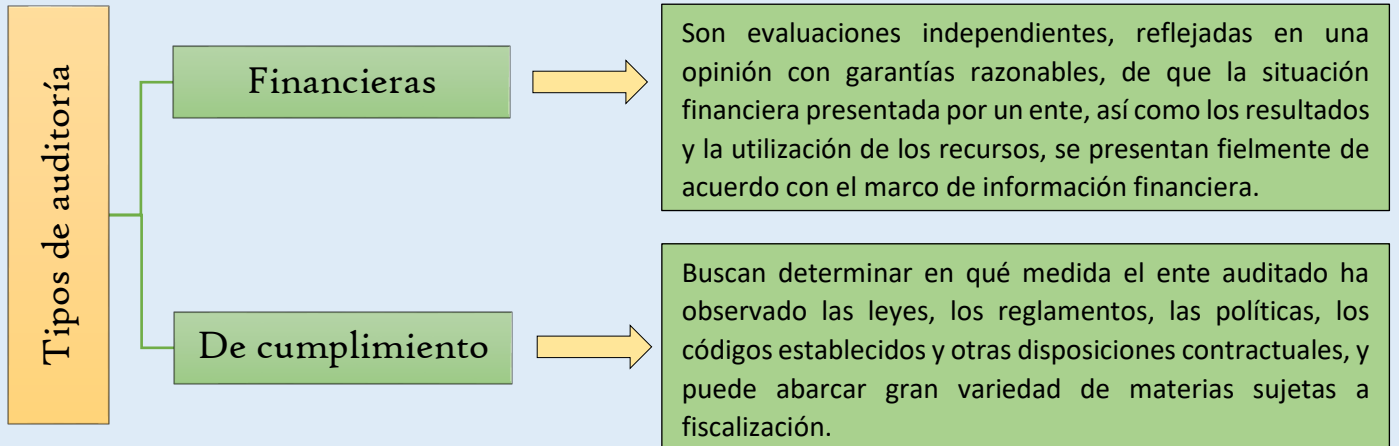 Tipos de auditoría
Financieras
Son evaluaciones independientes, reflejadas en una
opinión con garantías razonables, de que la situación
financiera presentada por un ente, así como los resultados
y la utilización de los recursos, se presentan fielmente de
acuerdo con el marco de información financiera.
De cumplimiento
Buscan determinar en qué medida el ente auditado ha
observado las leyes, los reglamentos, las políticas, los
códigos establecidos y otras disposiciones contractuales, y
puede abarcar gran variedad de materias sujetas a
fiscalización.